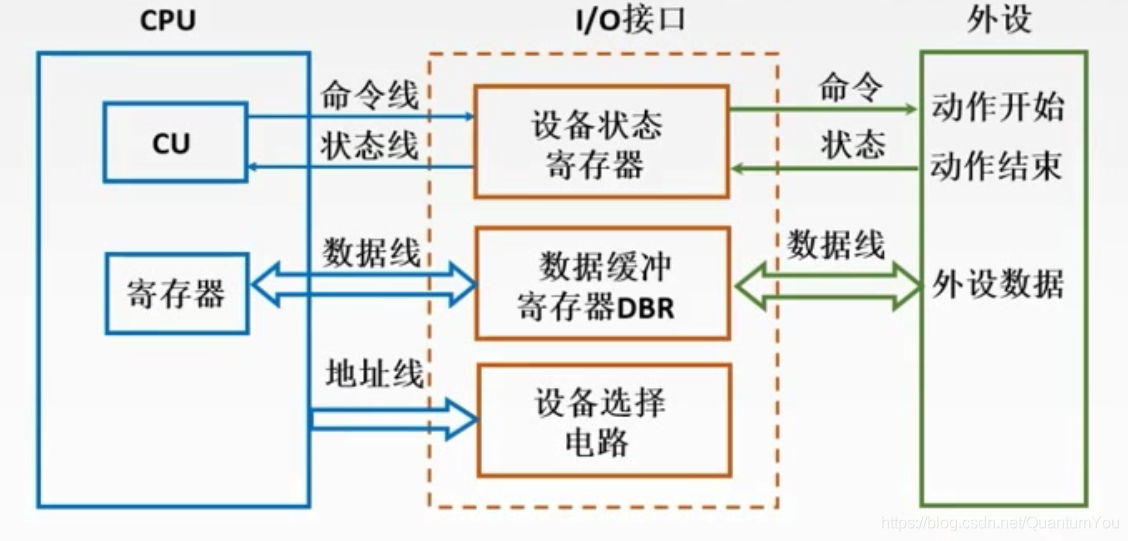 CPU
I/O接口
外设
命令线
状态线
CU
设备状态
寄存器
命令
状态
动作开始
动作结束
数据线
寄存器
数据缓冲
寄存器DBR
数据线
外设数据
地址线
设备选择
电路
https://blog.csdn.net/QuantumYou